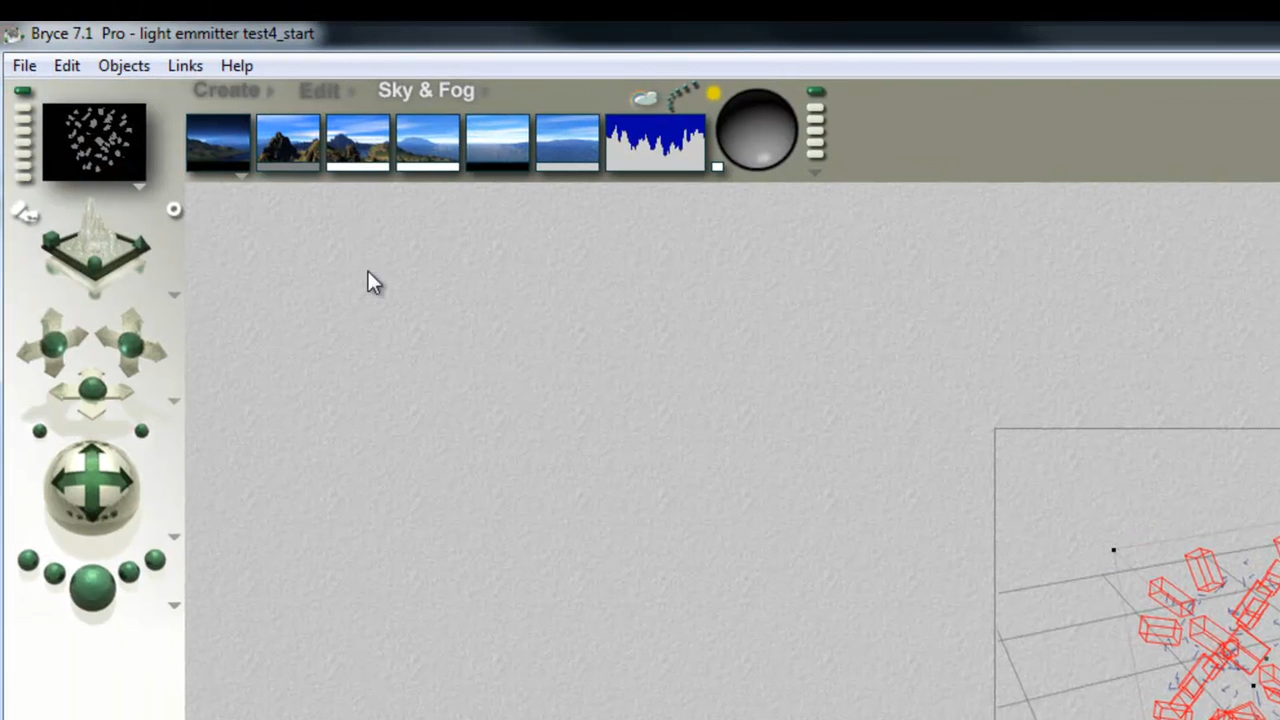 Bryce 7.1 Pro - light emmitter test4_start
File Edit Objects Links Help
Create Edit Sky & Fog